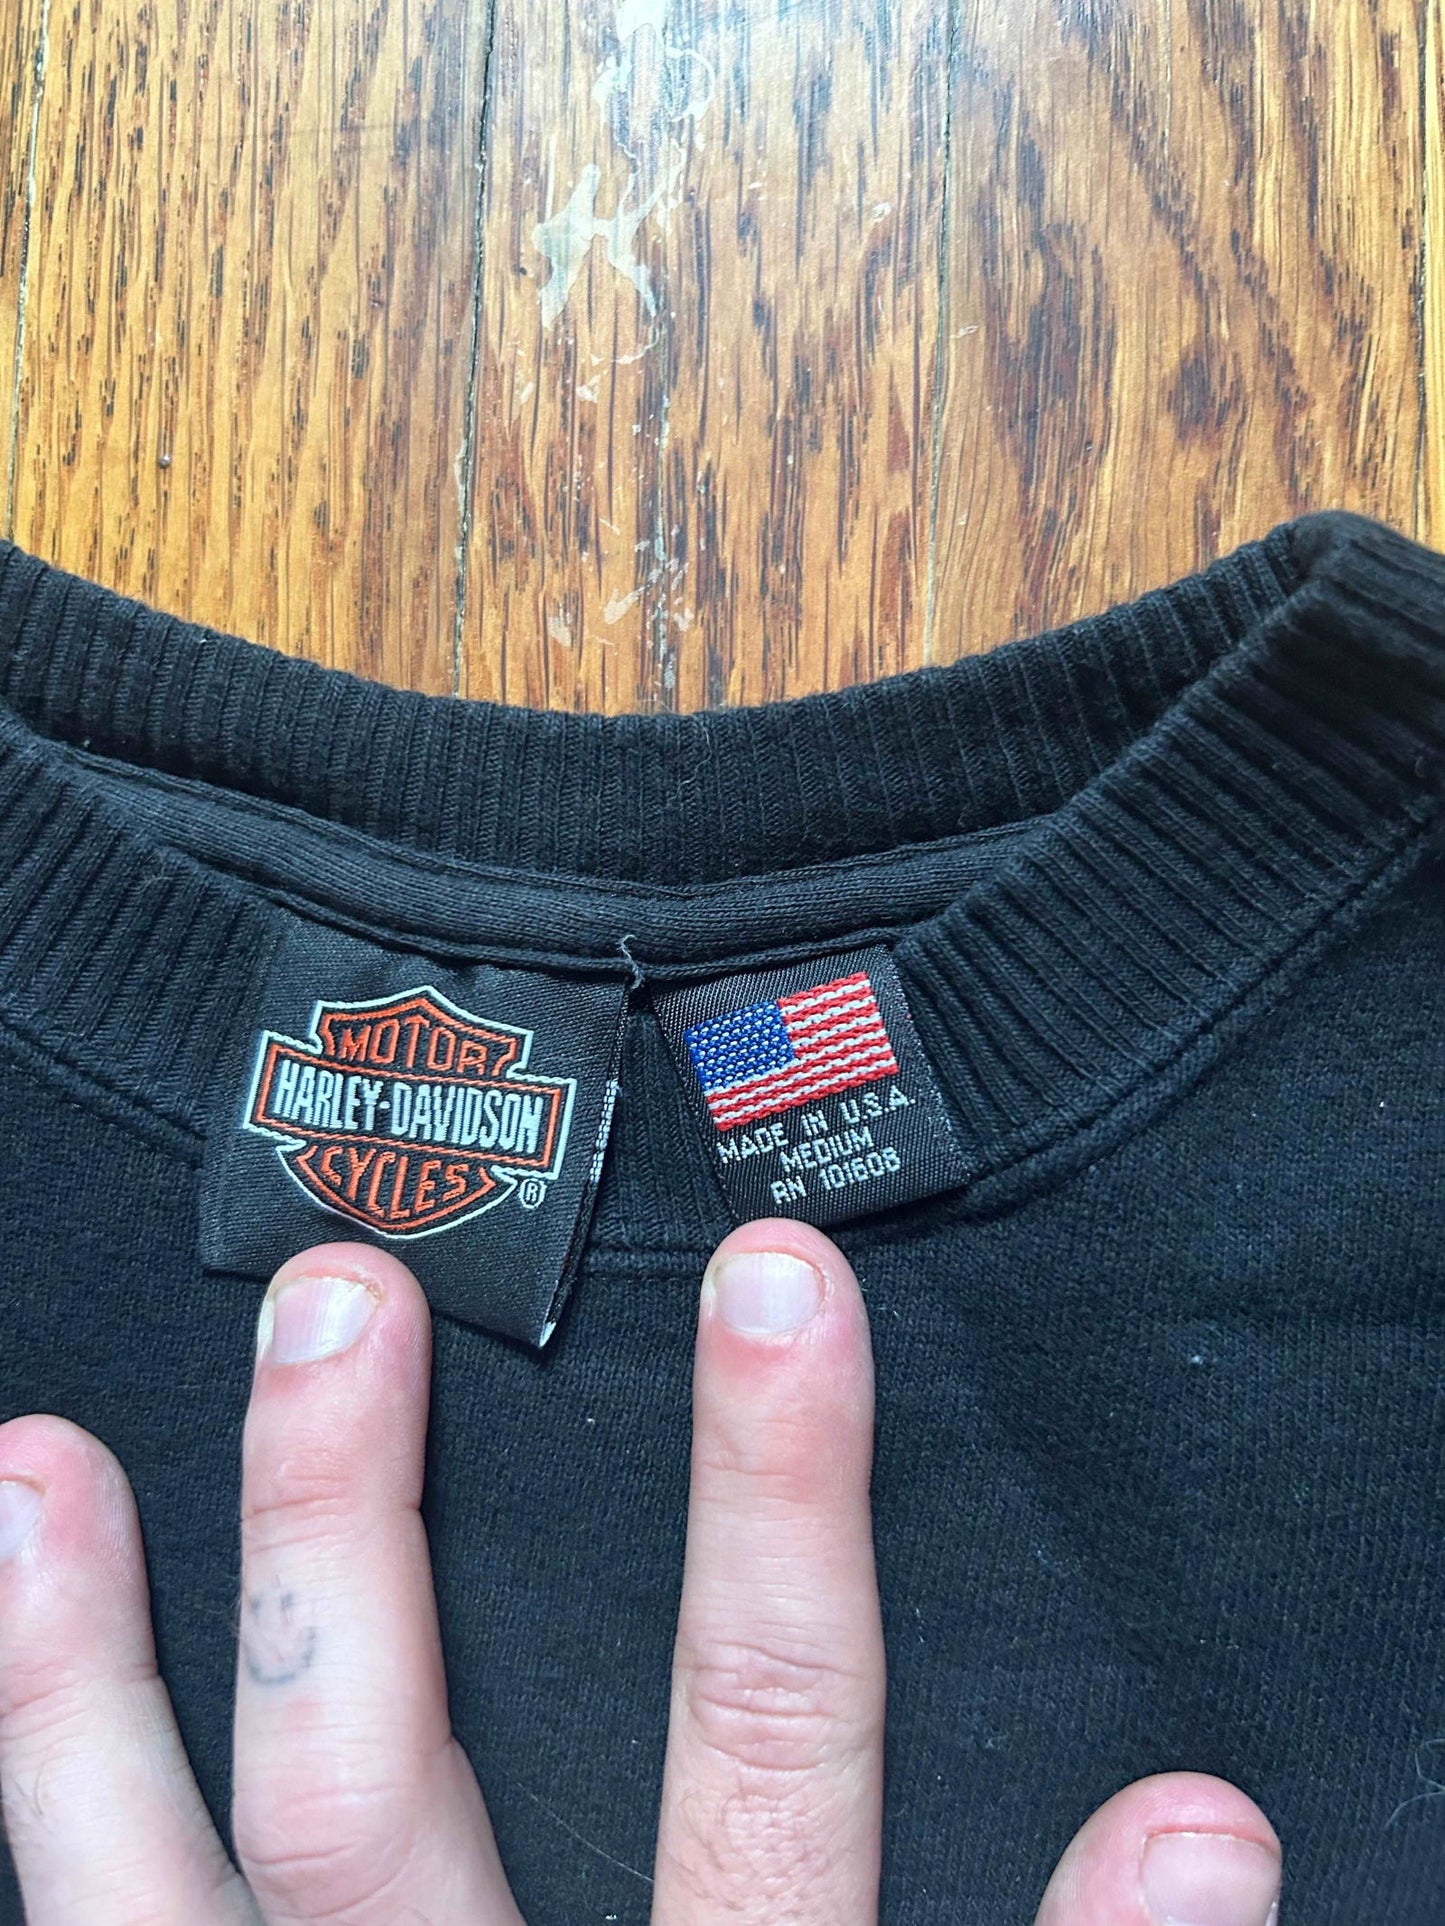 MOTOR
HARLEY-DAVIDSON
CYCLES
®
MADE IN U.S.A.
MEDIUM
RN 101608